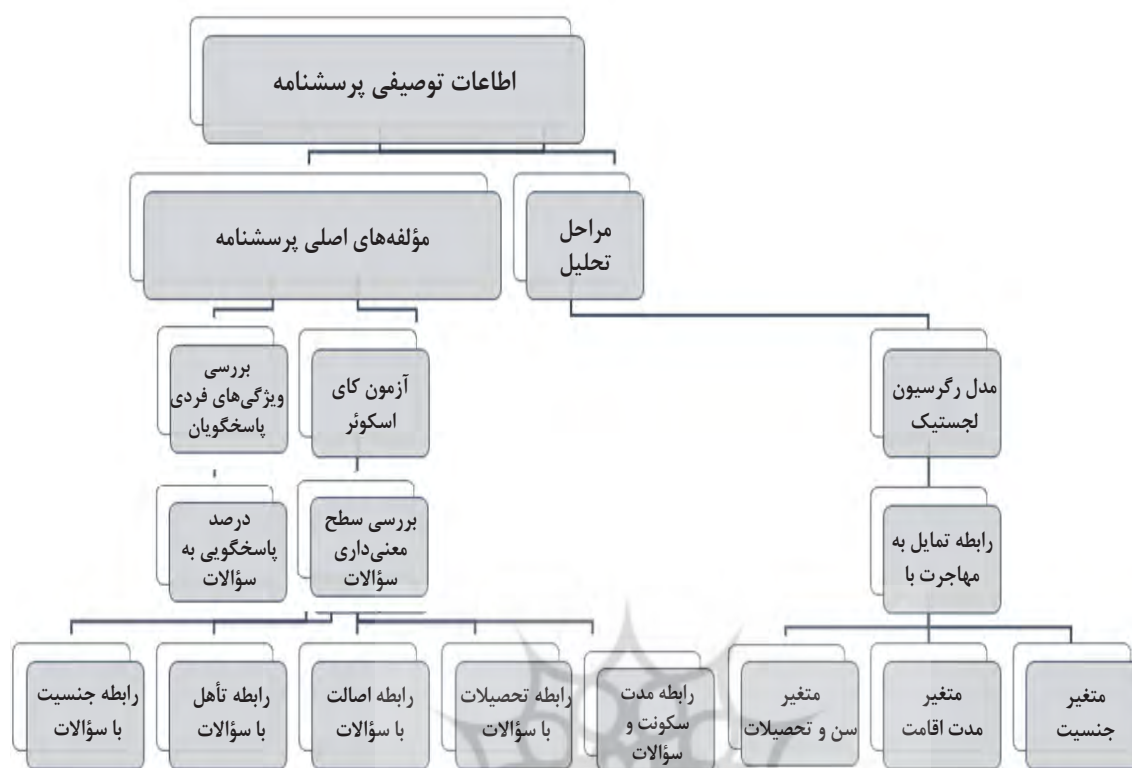 اطاعات توصیفی پرسشنامه
مراحل
تحلیل
مؤلفه‌های اصلی پرسشنامه
مدل رگرسیون
لجستیک
آزمون کای
اسکوئر
بررسی
ویژگی‌های فردی
پاسخگویان
رابطه تمایل به
مهاجرت با
بررسی سطح
معنی‌داری
سؤالات
درصد
پاسخگویی به
سؤالات
متغیر
جنسیت
متغیر
مدت اقامت
متغیر
سن و تحصیلات
رابطه مدت
سکونت و
سؤالات
رابطه تحصیلات
با سؤالات
رابطه اصالت
با سؤالات
رابطه تأهل
با سؤالات
رابطه جنسیت
با سؤالات